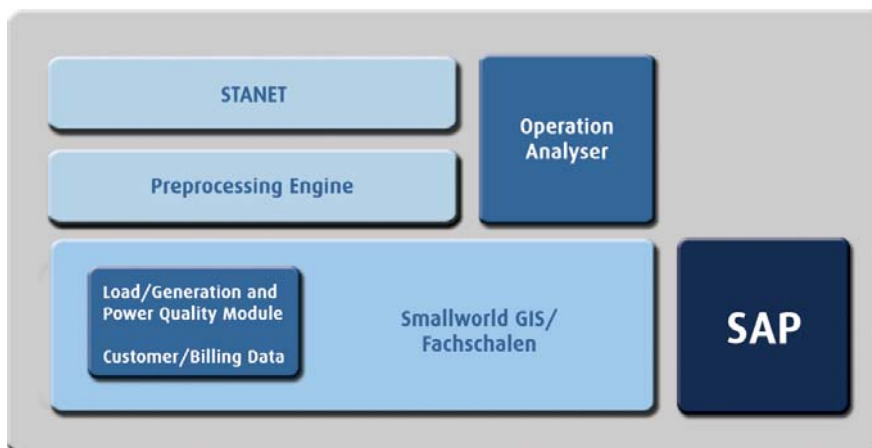 STANET
Operation
Analyser
Preprocessing Engine
Load/Generation and
Power Quality Module
Customer/Billing Data
Smallworld GIS/
Fachschalen
SAP